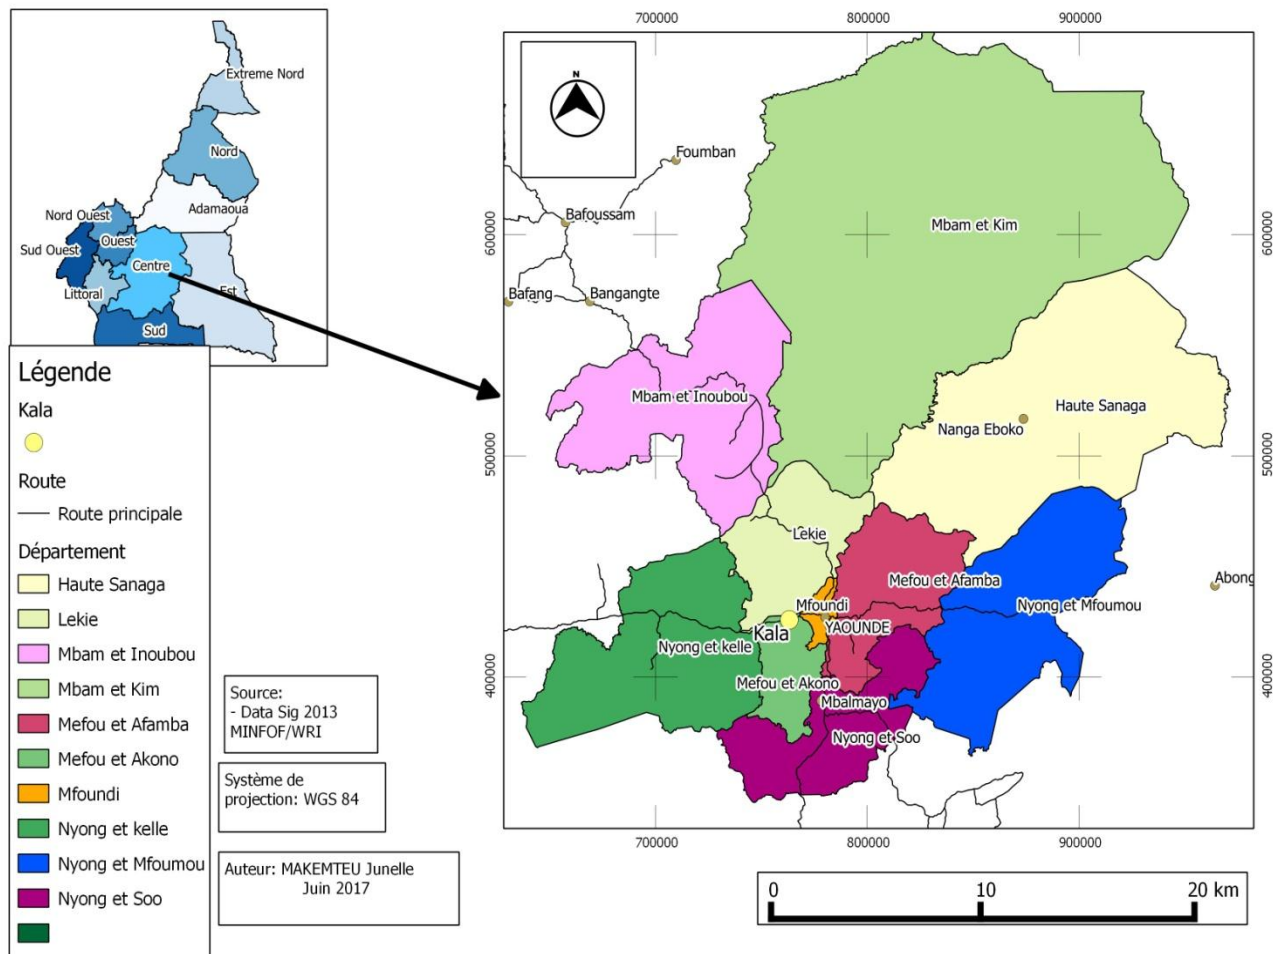 Extreme Nord
Nord
Adamaoua
Nord Ouest
Ouest
Sud Ouest
Centre
Littoral
Est
Sud
Légende
Kala
Route
Route principale
Département
Haute Sanaga
Lekie
Mbam et Inoubou
Mbam et Kim
Mefou et Afamba
Mefou et Akono
Mfoundi
Nyong et kelle
Nyong et Mfoumou
Nyong et Soo
Source:
- Data Sig 2013
MINFOF/WRI
Système de
projection: WGS 84
Auteur: MAKEMTEU Junelle
Juin 2017
700000 800000 900000
N
Foumban
Bafoussam
Mbam et Kim
600000 600000
Bafang
Bangangte
Mbam et Inoubou
Haute Sanaga
Nanga Eboko
500000 500000
Lekie
Mefou et Afamba
Abong
Mfoundi
Nyong et Mfoumou
YAOUNDE
Kala
Nyong et kelle
Mefou et Akono
400000 400000
Mbalmayo
Nyong et Soo
700000 800000 900000
0 10 20 km